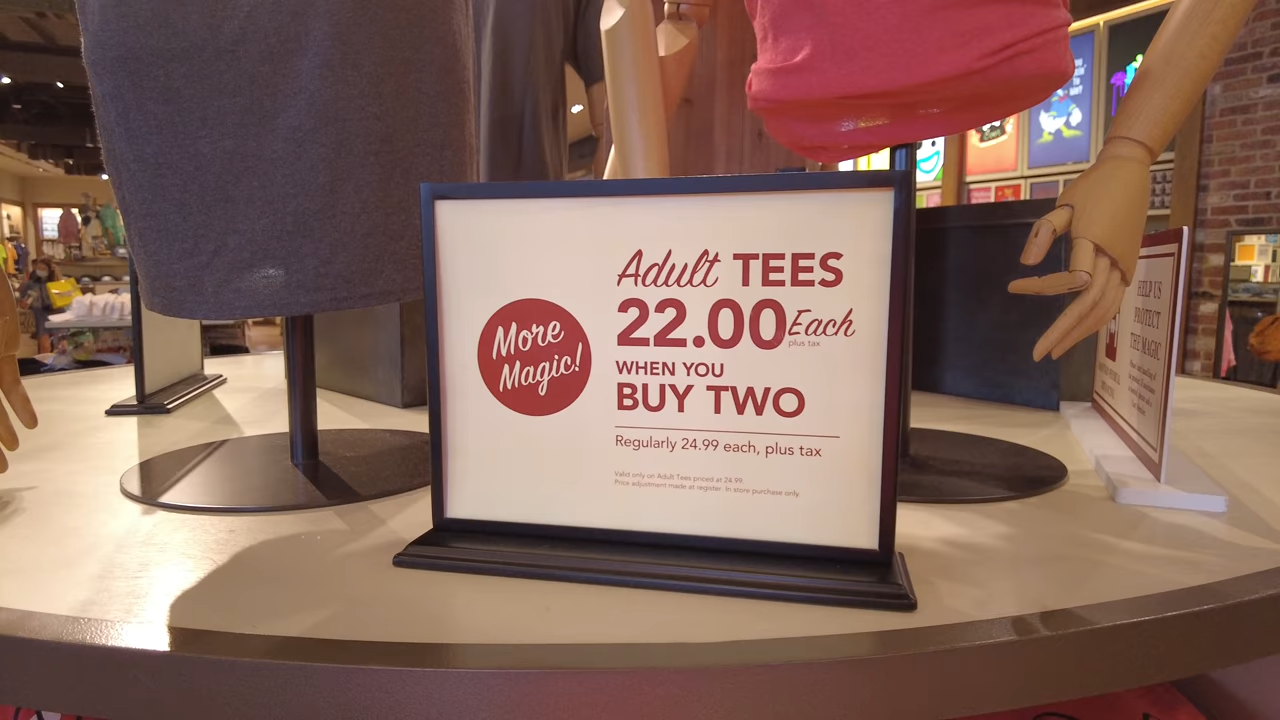 More
Magic!
Adult TEES
22.00 Each
plus tax
WHEN YOU
BUY TWO
Regularly 24.99 each, plus tax
Valid only on Adult Tees priced at 24.99.
Price adjustment made at register. In store purchase only.
HELP US
PROTECT
THE MAGIC